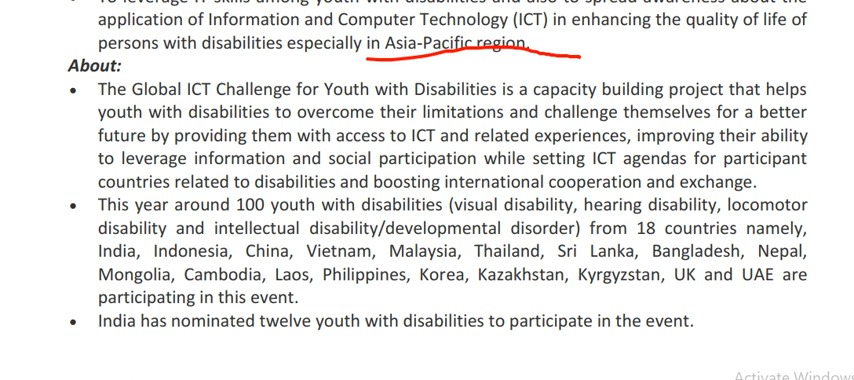 application of Information and Computer Technology (ICT) in enhancing the quality of life of
persons with disabilities especially in Asia-Pacific region.
About:
• The Global ICT Challenge for Youth with Disabilities is a capacity building project that helps
youth with disabilities to overcome their limitations and challenge themselves for a better
future by providing them with access to ICT and related experiences, improving their ability
to leverage information and social participation while setting ICT agendas for participant
countries related to disabilities and boosting international cooperation and exchange.
• This year around 100 youth with disabilities (visual disability, hearing disability, locomotor
disability and intellectual disability/developmental disorder) from 18 countries namely,
India, Indonesia, China, Vietnam, Malaysia, Thailand, Sri Lanka, Bangladesh, Nepal,
Mongolia, Cambodia, Laos, Philippines, Korea, Kazakhstan, Kyrgyzstan, UK and UAE are
participating in this event.
• India has nominated twelve youth with disabilities to participate in the event.
Activate Windows